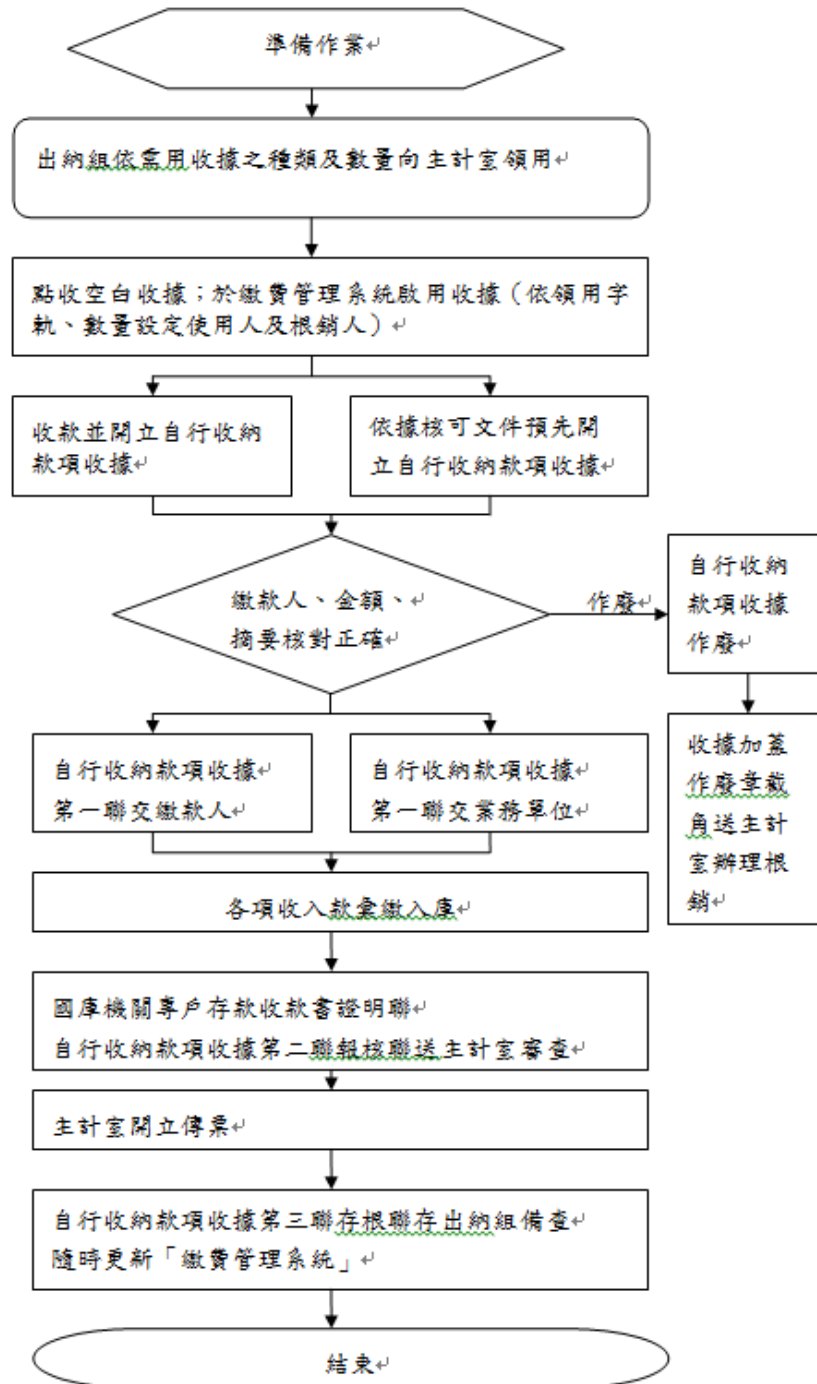 準備作業
出納組依需用收據之種類及數量向主計室領用
點收空白收據；於繳費管理系統啟用收據（依領用字
軌、數量設定使用人及根銷人）
收款並開立自行收納
款項收據
依據核可文件預先開
立自行收納款項收據
繳款人、金額、
摘要核對正確
作廢
自行收納
款項收據
作廢
自行收納款項收據
第一聯交繳款人
自行收納款項收據
第一聯交業務單位
收據加蓋
作廢章截
角送主計
室辦理根
銷
各項收入款彙繳入庫
國庫機關專戶存款收款書證明聯
自行收納款項收據第二聯報核聯送主計室審查
主計室開立傳票
自行收納款項收據第三聯存根聯存出納組備查
隨時更新「繳費管理系統」
結束